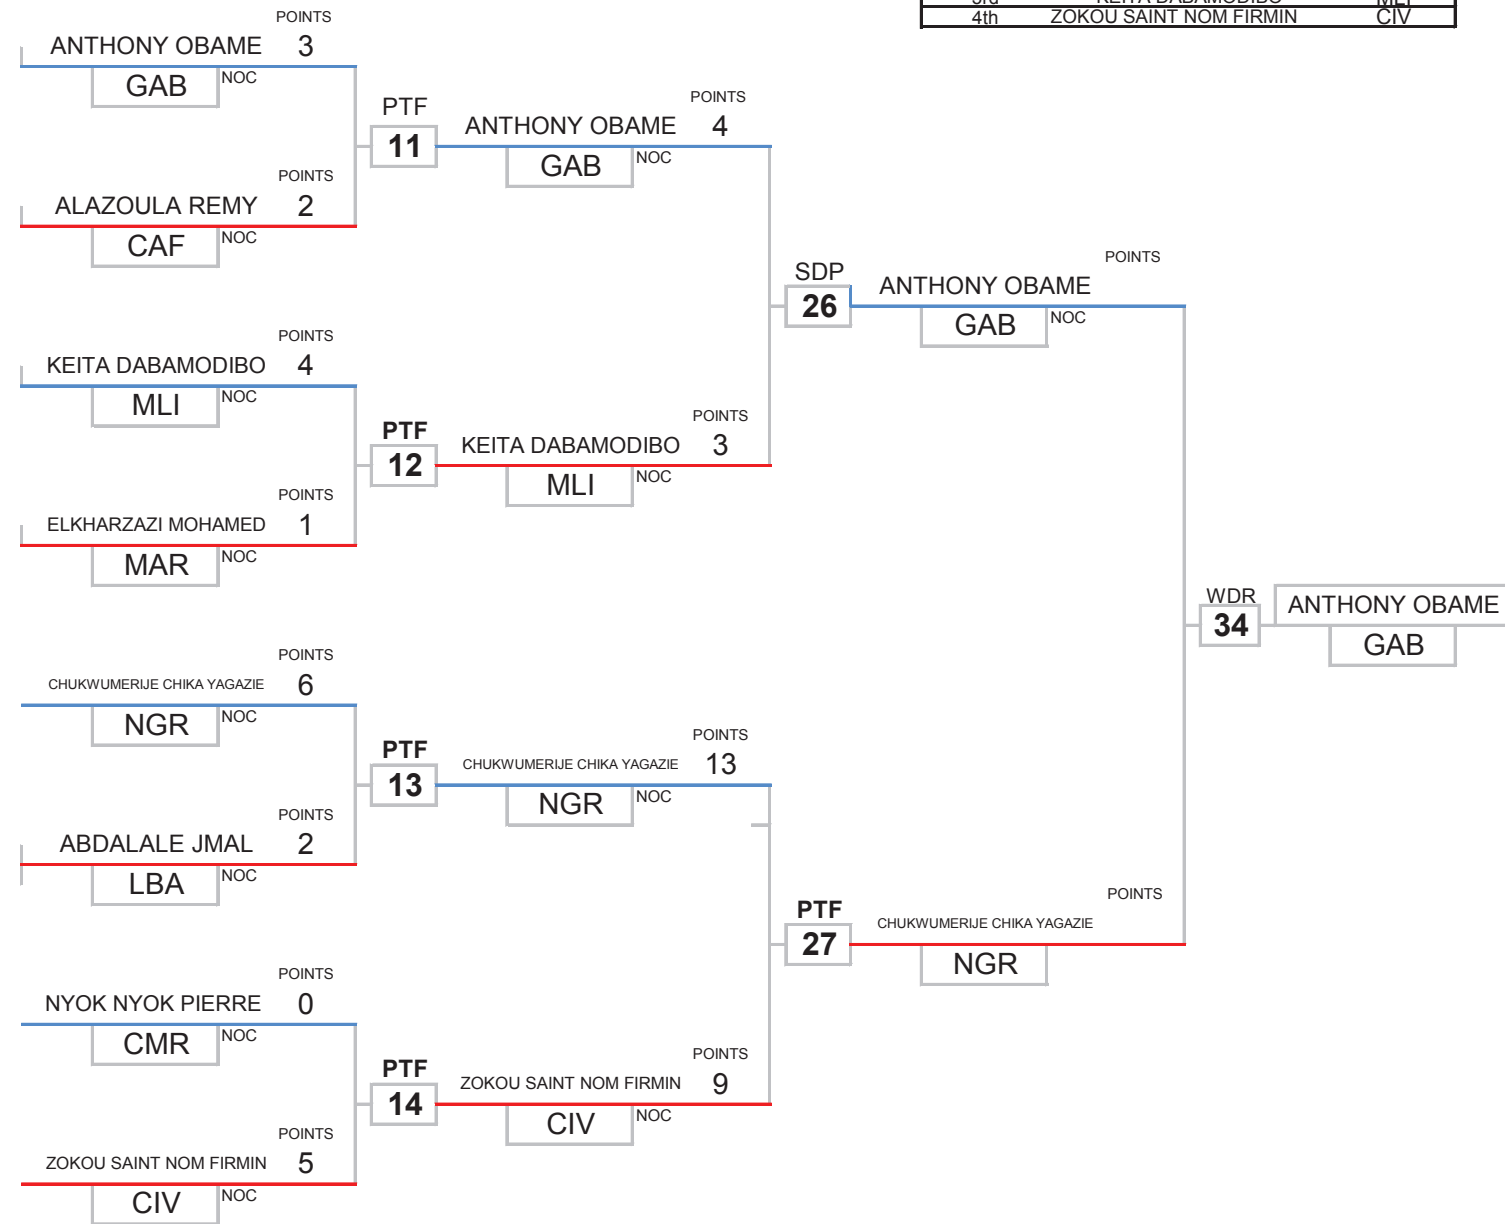 3rd KEITA DABAMODIBO MLI
4th ZOKOU SAINT NOM FIRMIN CIV
POINTS
ANTHONY OBAME 3
GAB NOC
PTF
11
POINTS
ANTHONY OBAME 4
GAB NOC
POINTS
ALAZOULA REMY 2
CAF NOC
SDP
26
POINTS
ANTHONY OBAME
GAB NOC
POINTS
KEITA DABAMODIBO 4
MLI NOC
PTF
12
POINTS
KEITA DABAMODIBO 3
MLI NOC
POINTS
ELKHARZAZI MOHAMED 1
MAR NOC
WDR
34
ANTHONY OBAME
GAB
POINTS
CHUKWUMERIJE CHIKA YAGAZIE 6
NGR NOC
PTF
13
POINTS
CHUKWUMERIJE CHIKA YAGAZIE 13
NGR NOC
POINTS
ABDALALE JMAL 2
LBA NOC
PTF
27
POINTS
CHUKWUMERIJE CHIKA YAGAZIE
NGR
POINTS
NYOK NYOK PIERRE 0
CMR NOC
PTF
14
POINTS
ZOKOU SAINT NOM FIRMIN 9
CIV NOC
POINTS
ZOKOU SAINT NOM FIRMIN 5
CIV NOC